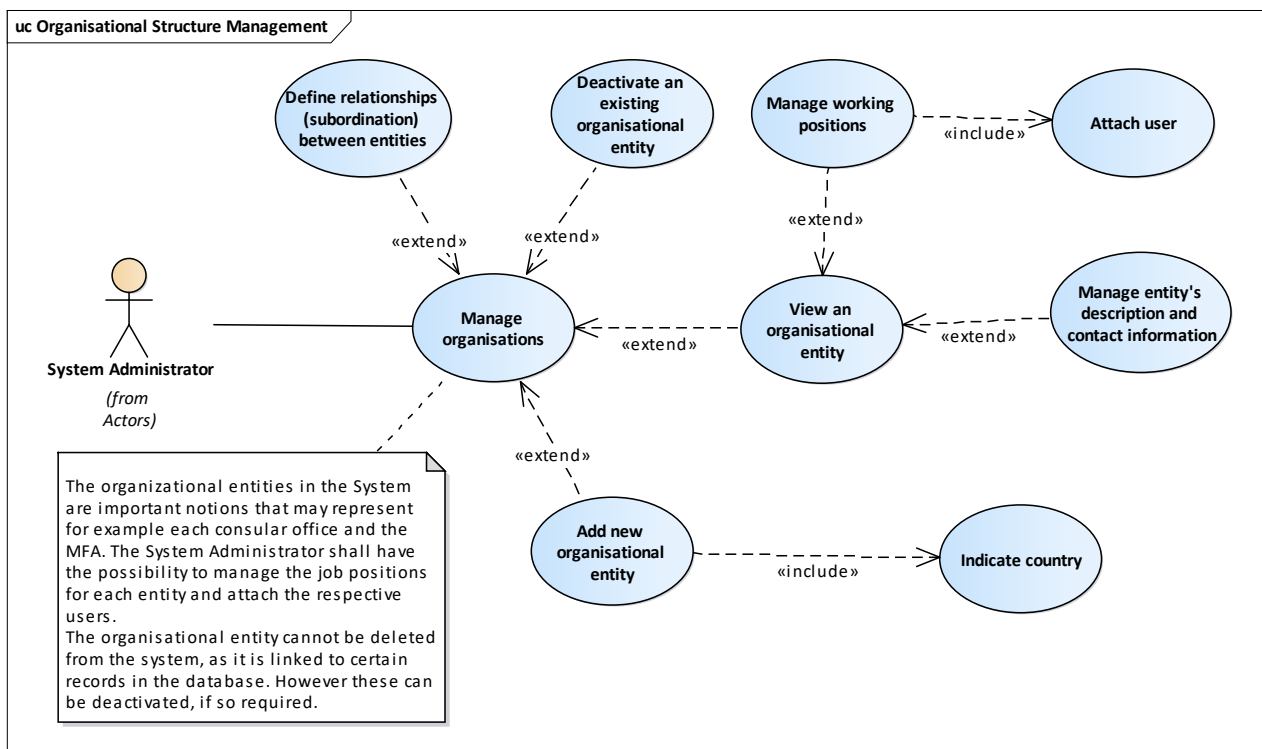 uc Organisational Structure Management
Define relationships
(subordination)
between entities
Deactivate an
existing
organisational
entity
Manage working
positions
Attach user
«include»
«extend»
«extend»
«extend»
System Administrator
(from
Actors)
Manage
organisations
View an
organisational
entity
Manage entity's
description and
contact information
«extend»
«extend»
«extend»
The organizational entities in the System
are important notions that may represent
for example each consular office and the
MFA. The System Administrator shall have
the possibility to manage the job positions
for each entity and attach the respective
users.
The organisational entity cannot be deleted
from the system, as it is linked to certain
records in the database. However these can
be deactivated, if so required.
Add new
organisational
entity
«include»
Indicate country